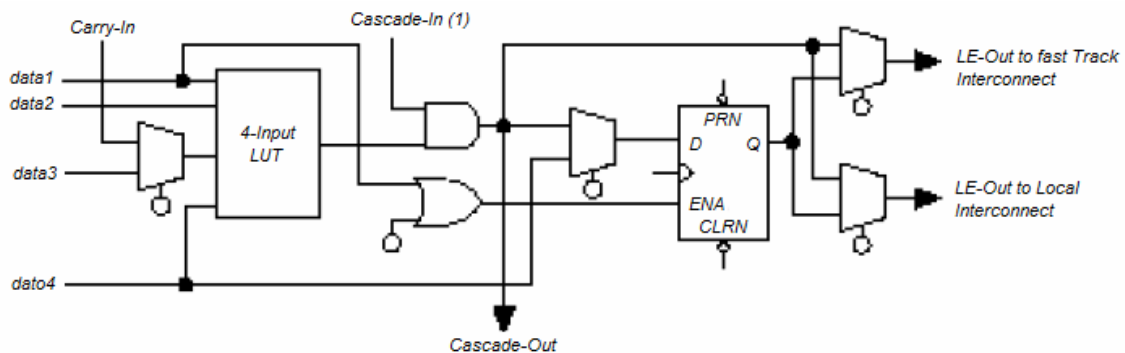 Cascade-In (1)
Carry-In
data1
data2
data3
dato4
4-Input
LUT
PRN
D
Q
ENA
CLRN
LE-Out to fast Track
Interconnect
LE-Out to Local
Interconnect
Cascade-Out